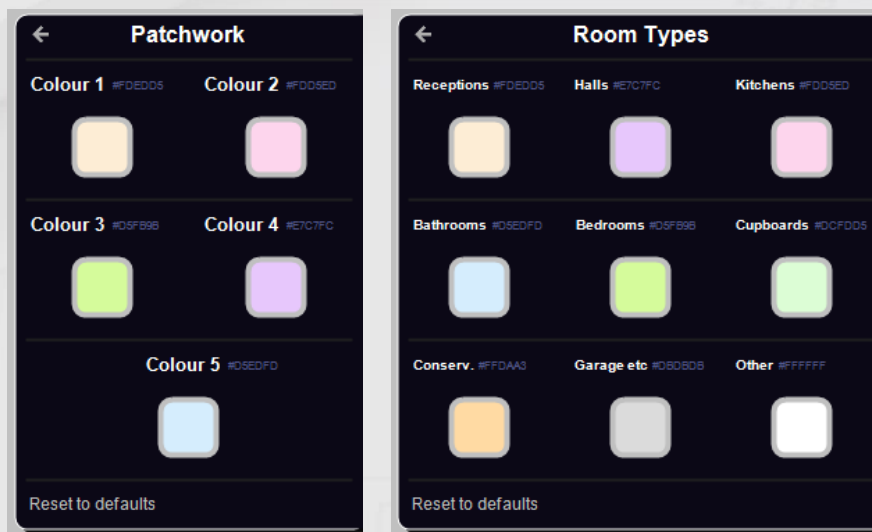 Patchwork
Colour 1 #FDEDD5 Colour 2 #FDD5ED
Colour 3 #D5FB9B Colour 4 #E7C7FC
Colour 5 #D5EDFD
Reset to defaults
Room Types
Receptions #FDEDD5 Halls #E7C7FC Kitchens #FDD5ED
Bathrooms #D5EDFD Bedrooms #D5FB9B Cupboards #DCFDD5
Conserv. #FFDAA3 Garage etc #DBDBDB Other #FFFFFF
Reset to defaults